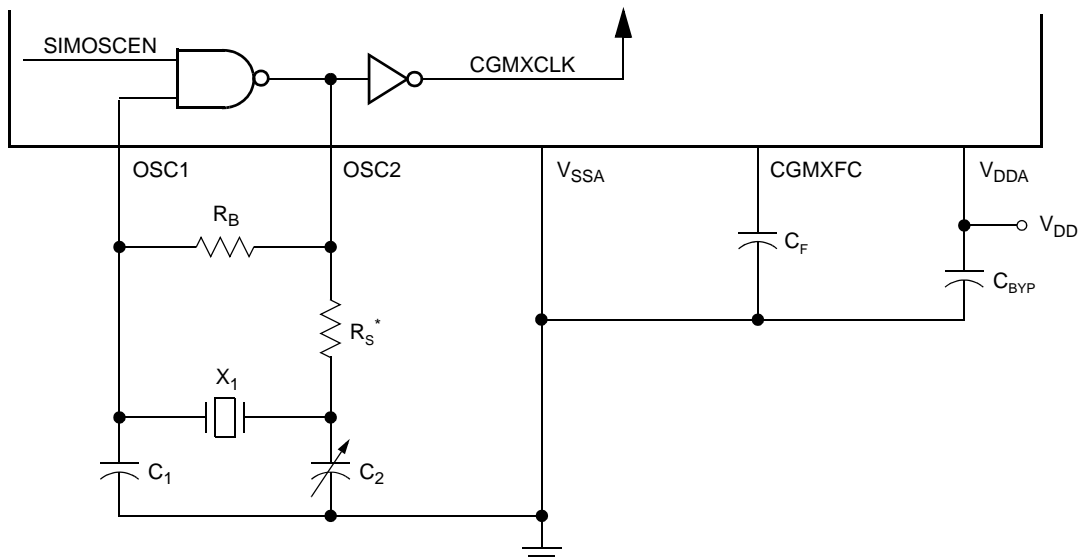 SIMOSCEN
CGMXCLK
OSC1
OSC2
VSSA
CGMXFC
VDDA
RB
VDD
CF
CBYP
RS*
X1
C1
C2